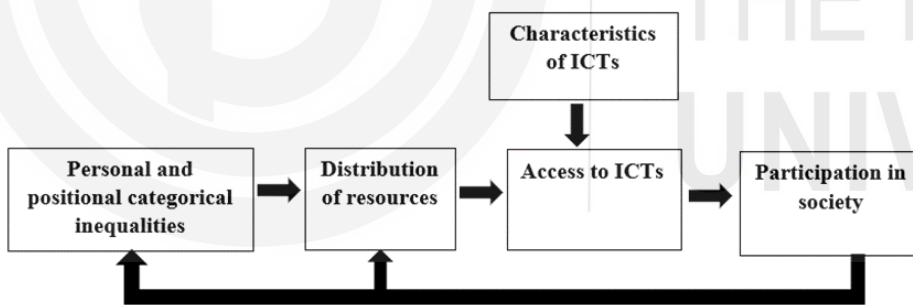 Characteristics
of ICTs
Personal and
positional categorical
inequalities
Distribution
of resources
Access to ICTs
Participation in
society